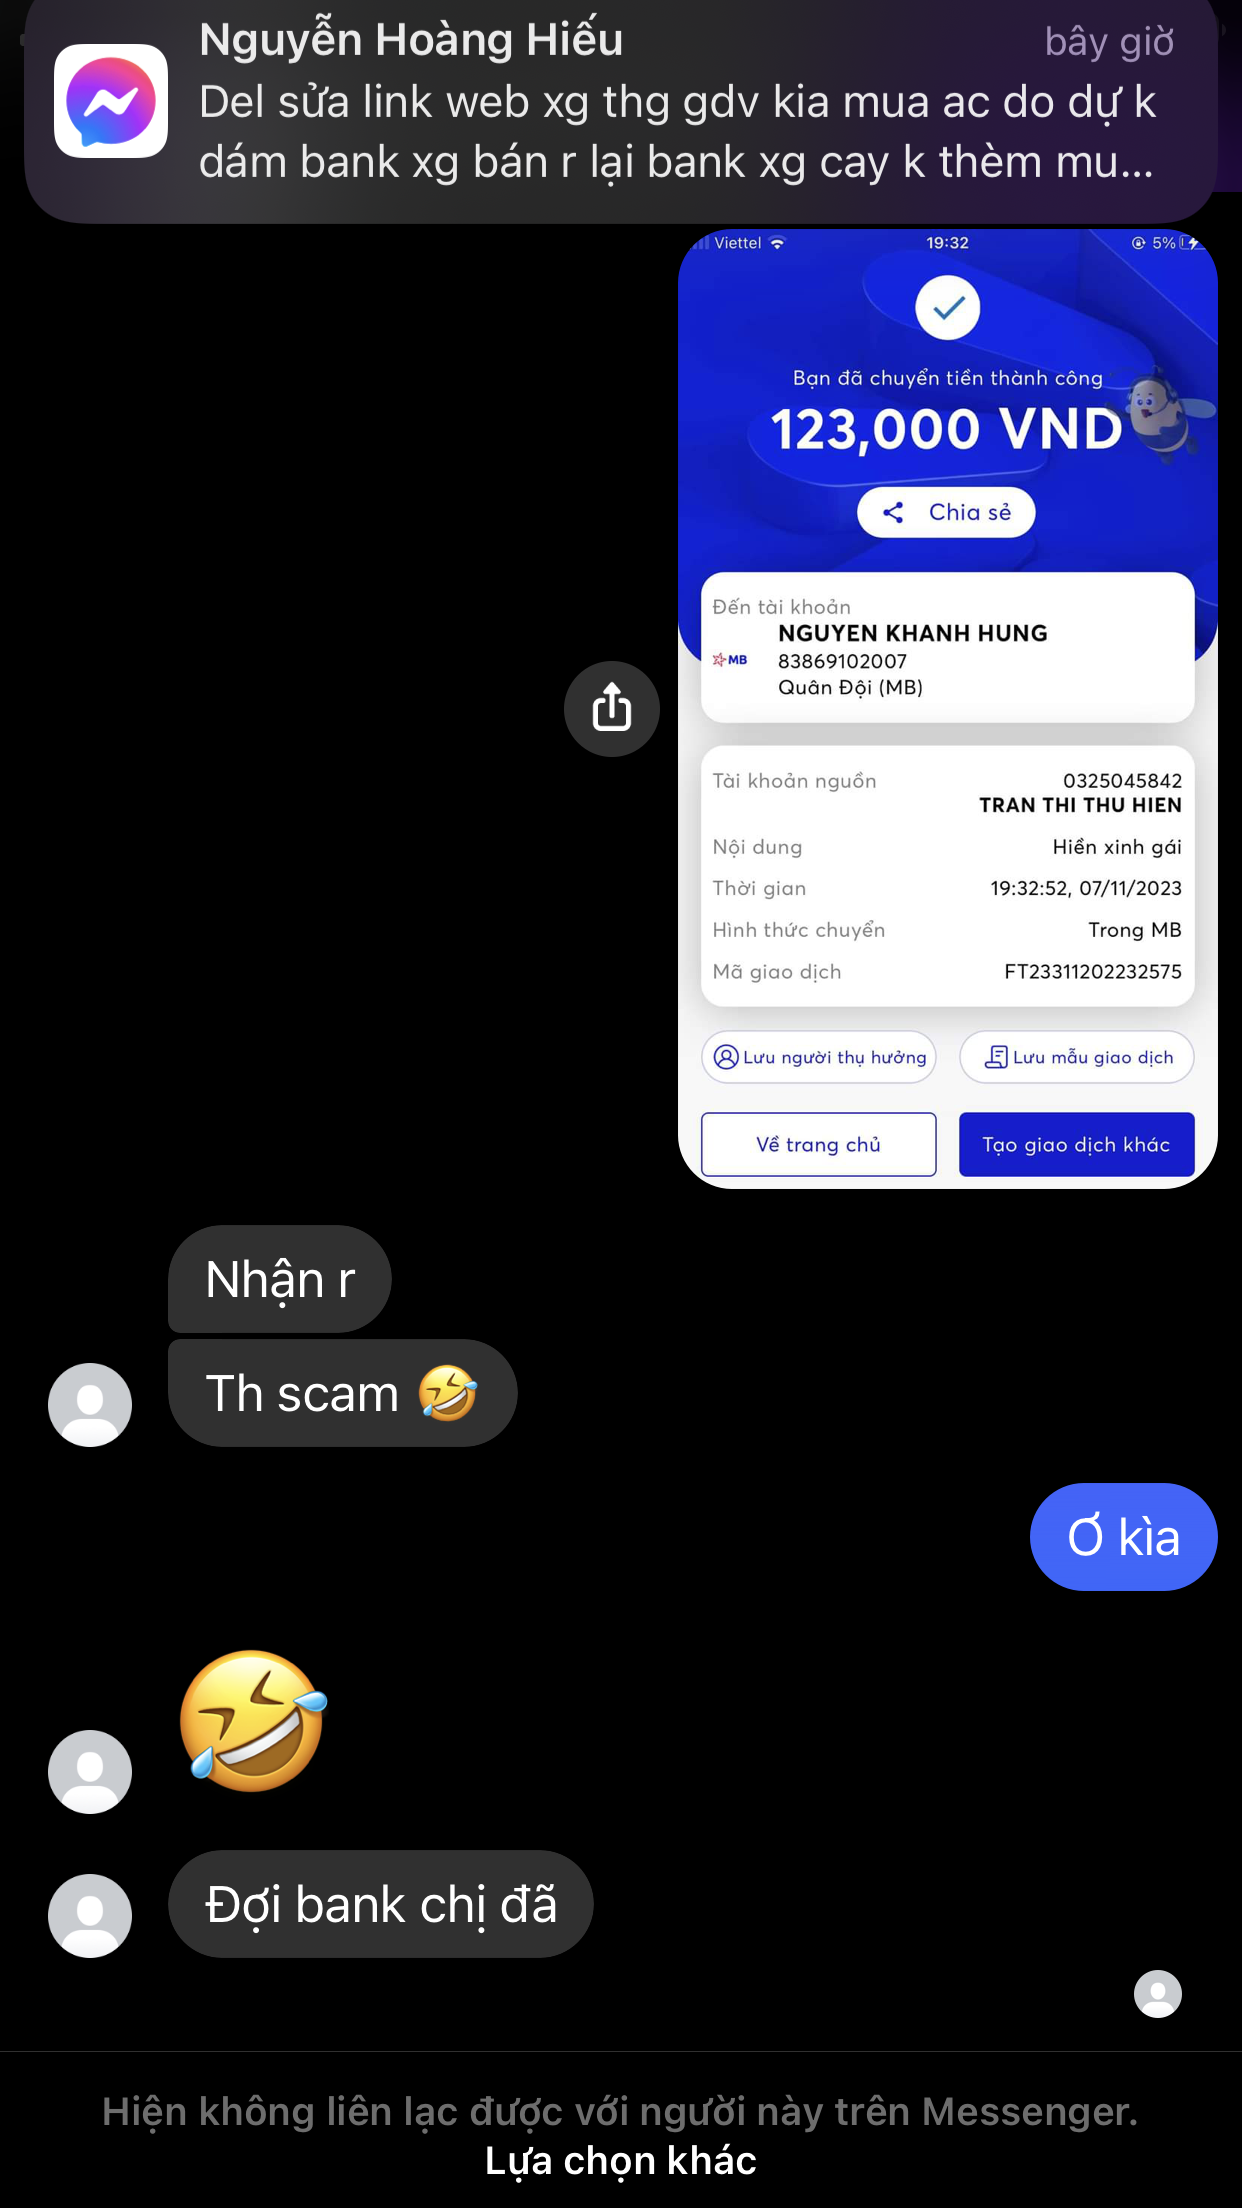 Nguyễn Hoàng Hiếu
bây giờ
Del sửa link web xg thg gdv kia mua ac do dự k
dám bank xg bán r lại bank xg cay k thèm mu...
Viettel
19:32
5%
Bạn đã chuyển tiền thành công
123,000 VND
Chia sẻ
Đến tài khoản
NGUYEN KHANH HUNG
MB
83869102007
Quân Đội (MB)
Tài khoản nguồn
0325045842
TRAN THI THU HIEN
Nội dung
Hiền xinh gái
Thời gian
19:32:52, 07/11/2023
Hình thức chuyển
Trong MB
Mã giao dịch
FT23311202232575
Lưu người thụ hưởng
Lưu mẫu giao dịch
Về trang chủ
Tạo giao dịch khác
Nhận r
Th scam 🤣
Ơ kìa
🤣
Đợi bank chị đã
Hiện không liên lạc được với người này trên Messenger.
Lựa chọn khác